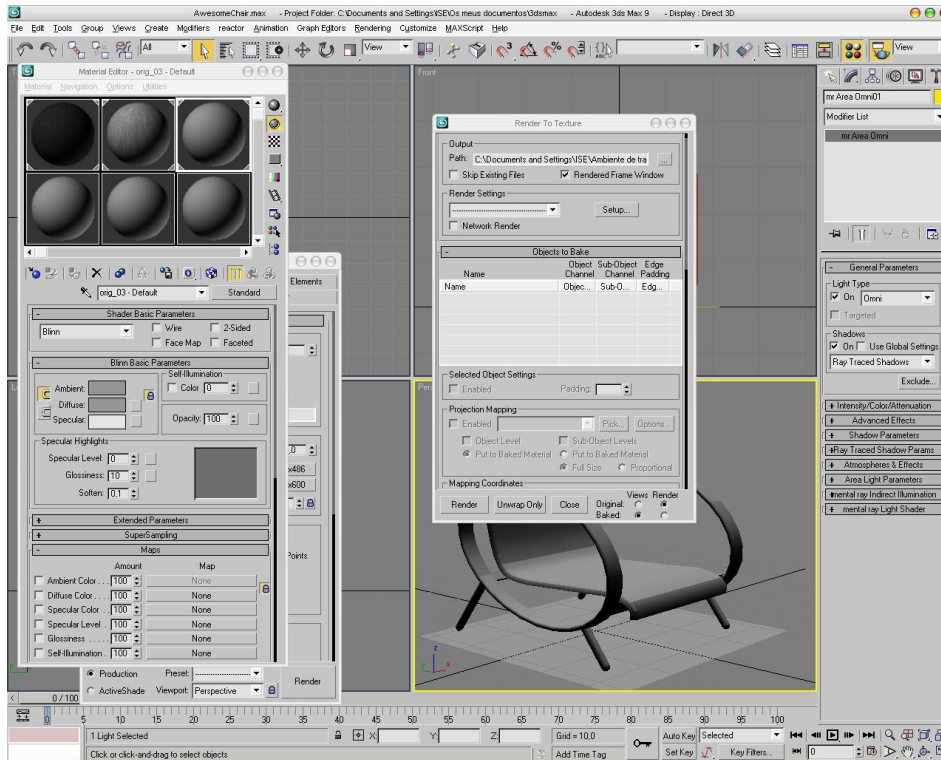 AwesomeChair.max - Project Folder: C:\Documents and Settings\ISE\Os meus documentos\3dsmax - Autodesk 3ds Max 9 - Display : Direct 3D
File Edit Tools Group Views Create Modifiers reactor Animation Graph Editors Rendering Customize MAXScript Help
All
View
View
Material Editor - orig_03 - Default
Material Navigation Options Utilities
orig_03 - Default
Standard
- Shader Basic Parameters
Blinn
Wire
2-Sided
Face Map
Faceted
- Blinn Basic Parameters
Self-Illumination
Ambient:
Color 0
Diffuse:
Specular:
Opacity: 100
Specular Highlights
Specular Level: 0
Glossiness: 10
Soften: 0,1
+ Extended Parameters
+ SuperSampling
- Maps
Amount Map
Ambient Color . . . 100 None
Diffuse Color . . . . 100 None
Specular Color . . 100 None
Specular Level . 100 None
Glossiness . . . . . 100 None
Self-Illumination . 100 None
Elements
x486
x600
Points
Production
Preset:
ActiveShade
Viewport: Perspective
Render
Front
Render To Texture
Output
Path: C:\Documents and Settings\ISE\Ambiente de tra ...
Skip Existing Files
Rendered Frame Window
Render Settings
Setup...
Network Render
- Objects to Bake
Name Object Channel Sub-Object Channel Edge Padding
Name Objec... Sub-O... Edg...
Selected Object Settings
Enabled
Padding:
Projection Mapping
Enabled
Pick...
Options...
Object Level
Sub-Object Levels
Put to Baked Material
Put to Baked Material
Full Size
Proportional
Mapping Coordinates
Render
Unwrap Only
Close
Views Render
Original:
Baked:
z
y
x
mr Area Omni01
Modifier List
mr Area Omni
- General Parameters
Light Type
On Omni
Targeted
Shadows
On Use Global Settings
Ray Traced Shadows
Exclude...
+ Intensity/Color/Attenuation
+ Advanced Effects
+ Shadow Parameters
+ Ray Traced Shadow Params
+ Atmospheres & Effects
+ Area Light Parameters
+ mental ray Indirect Illumination
+ mental ray Light Shader
0 / 100
0 5 10 15 20 25 30 35 40 45 50 55 60 65 70 75 80 85 90 95 100
1 Light Selected
X: Y: Z:
Grid = 10,0
Auto Key
Selected
Click or click-and-drag to select objects
Add Time Tag
Set Key
Key Filters...
0